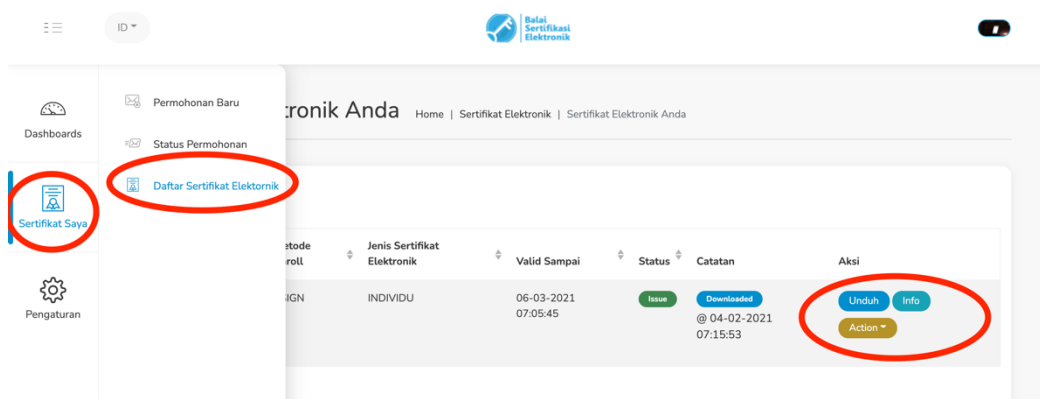 ID
Balai
Sertifikasi
Elektronik
Dashboards
Sertifikat Saya
Pengaturan
Permohonan Baru
Status Permohonan
Daftar Sertifikat Elektornik
tronik Anda Home | Sertifikat Elektronik | Sertifikat Elektronik Anda
etode
roll
Jenis Sertifikat
Elektronik
Valid Sampai
Status
Catatan
Aksi
SIGN
INDIVIDU
06-03-2021
07:05:45
Issue
Downloaded
@ 04-02-2021
07:15:53
Unduh Info
Action